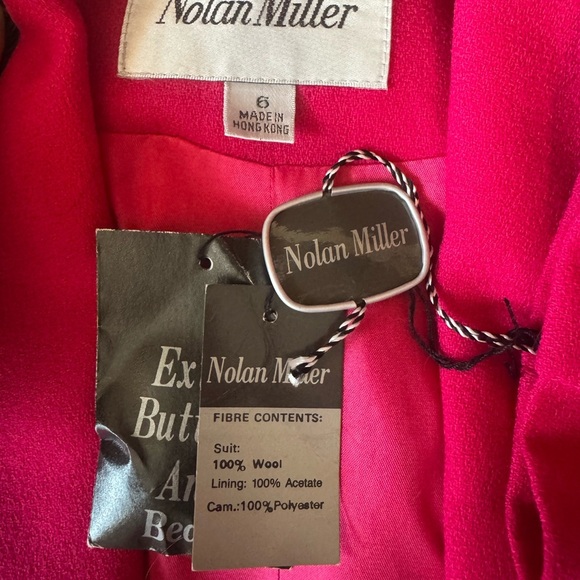 Nolan Miller
6
MADE IN
HONG KONG
Nolan Miller
Nolan Miller
FIBRE CONTENTS:
Suit:
100% Wool
Lining: 100% Acetate
Cam.:100% Polyester
Ex